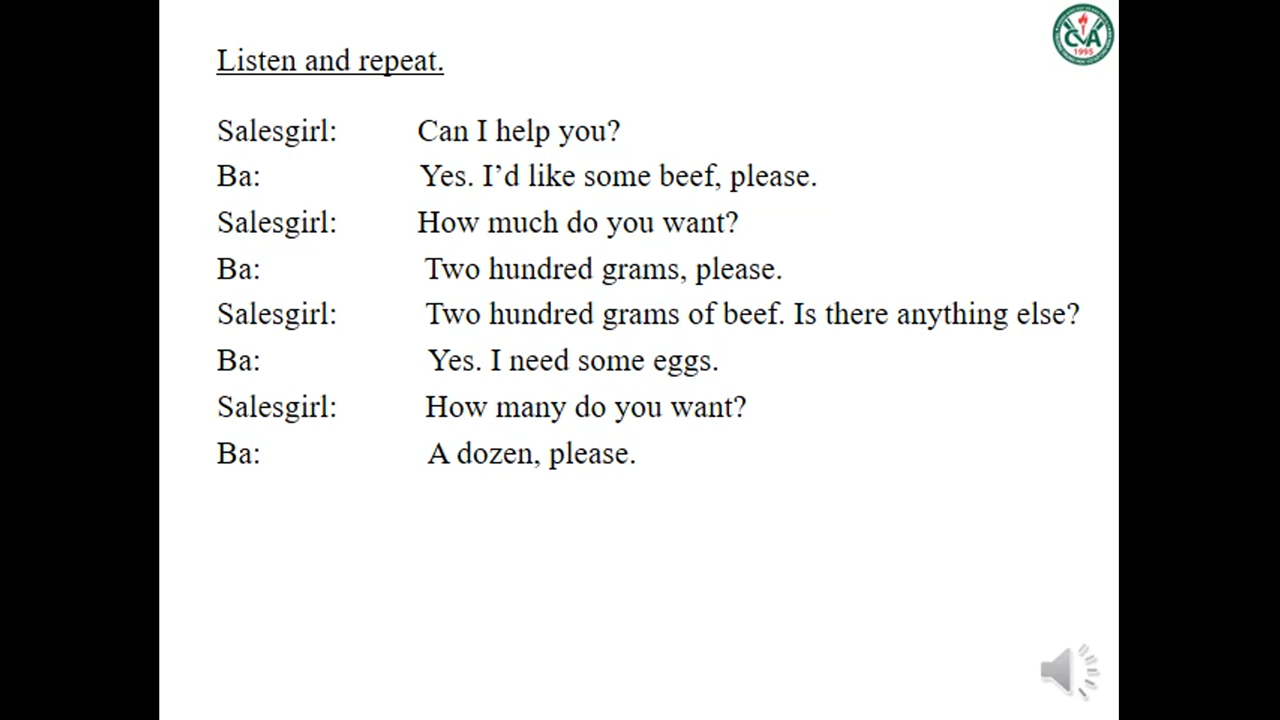 Listen and repeat.
CVA
1995
Salesgirl: Can I help you?
Ba: Yes. I’d like some beef, please.
Salesgirl: How much do you want?
Ba: Two hundred grams, please.
Salesgirl: Two hundred grams of beef. Is there anything else?
Ba: Yes. I need some eggs.
Salesgirl: How many do you want?
Ba: A dozen, please.